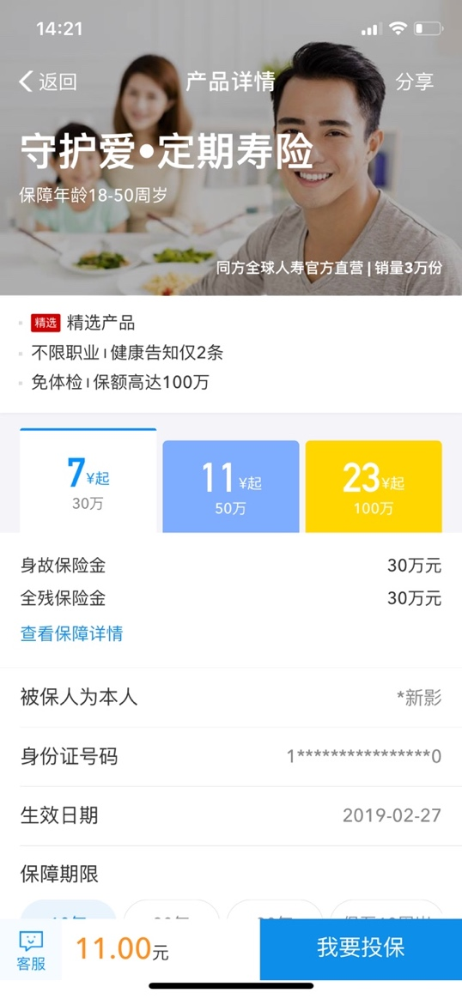 14:21
返回
产品详情
分享
守护爱•定期寿险
保障年龄18-50周岁
同方全球人寿官方直营 | 销量3万份
精选 精选产品
不限职业 | 健康告知仅2条
免体检 | 保额高达100万
7¥起
30万
11¥起
50万
23¥起
100万
身故保险金 30万元
全残保险金 30万元
查看保障详情
被保人为本人 *新影
身份证号码 1****************0
生效日期 2019-02-27
保障期限
客服
11.00元
我要投保